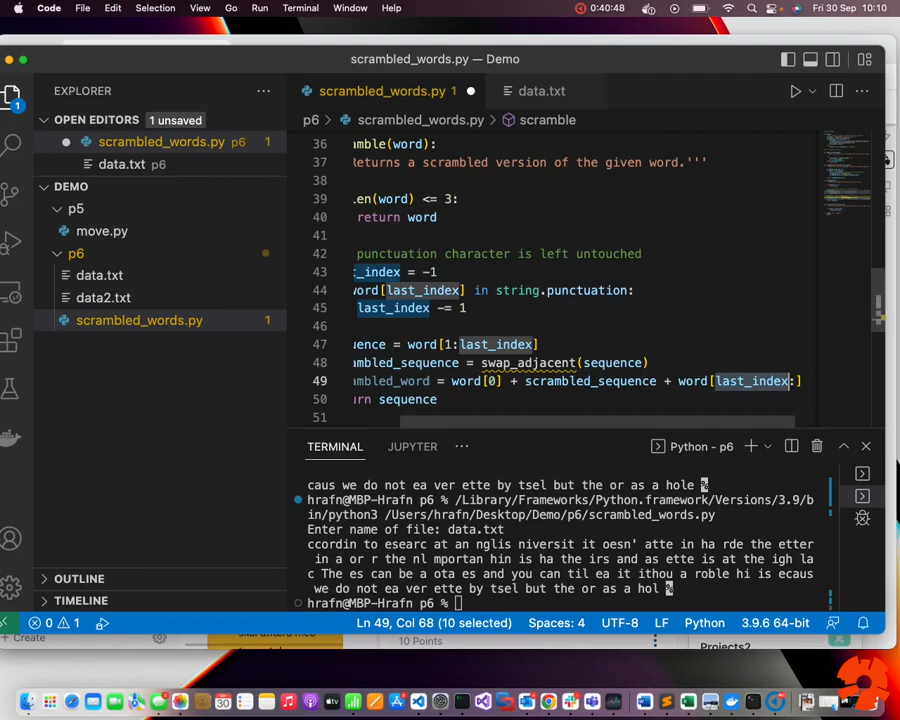 Code File Edit Selection View Go Run Terminal Window Help 0:40:48 Fri 30 Sep 10:10
scrambled_words.py — Demo
EXPLORER
scrambled_words.py 1
data.txt
OPEN EDITORS 1 unsaved
p6 scrambled_words.py scramble
scrambled_words.py p6 1
data.txt p6
DEMO
p5
move.py
p6
data.txt
data2.txt
scrambled_words.py 1
OUTLINE
TIMELINE
36 amble(word):
37 Returns a scrambled version of the given word.'''
38
39 len(word) <= 3:
40 return word
41
42 punctuation character is left untouched
43 t_index = -1
44 word[last_index] in string.punctuation:
45 last_index -= 1
46
47 uence = word[1:last_index]
48 ambled_sequence = swap_adjacent(sequence)
49 ambled_word = word[0] + scrambled_sequence + word[last_index:]
50 urn sequence
51
TERMINAL JUPYTER Python - p6
caus we do not ea ver ette by tsel but the or as a hole %
hrafn@MBP-Hrafn p6 % /Library/Frameworks/Python.framework/Versions/3.9/b
in/python3 /Users/hrafn/Desktop/Demo/p6/scrambled_words.py
Enter name of file: data.txt
ccordin to esearc at an nglis niversit it oesn' atte in ha rde the etter
in a or r the nl mportan hin is ha the irs and as ette is at the igh la
c The es can be a ota es and you can til ea it ithou a roble hi is ecaus
we do not ea ver ette by tsel but the or as a hol %
hrafn@MBP-Hrafn p6 %
0 1 Ln 49, Col 68 (10 selected) Spaces: 4 UTF-8 LF Python 3.9.6 64-bit
Create
10 Points
Projects?